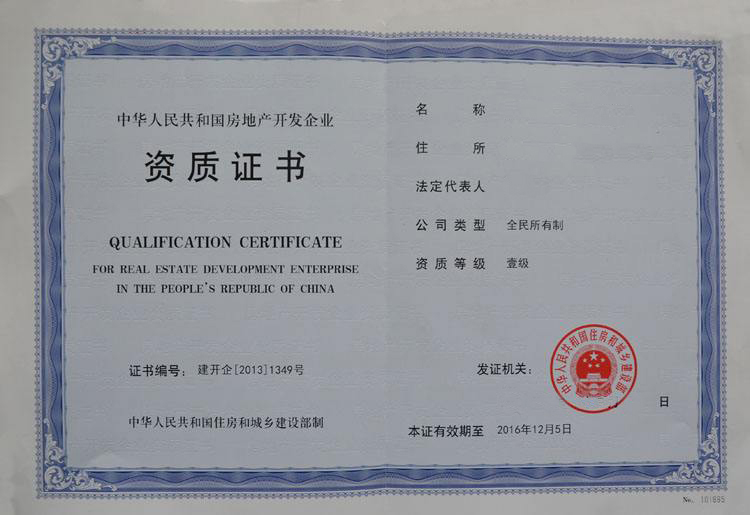 中华人民共和国房地产开发企业
资质证书
QUALIFICATION CERTIFICATE
FOR REAL ESTATE DEVELOPMENT ENTERPRISE
IN THE PEOPLE'S REPUBLIC OF CHINA
证书编号：建开企[2013]1349号
中华人民共和国住房和城乡建设部制
名称
住所
法定代表人
公司类型 全民所有制
资质等级 壹级
发证机关：
中华人民共和国住房和城乡建设部
日
本证有效期至 2016年12月5日
No. 101895